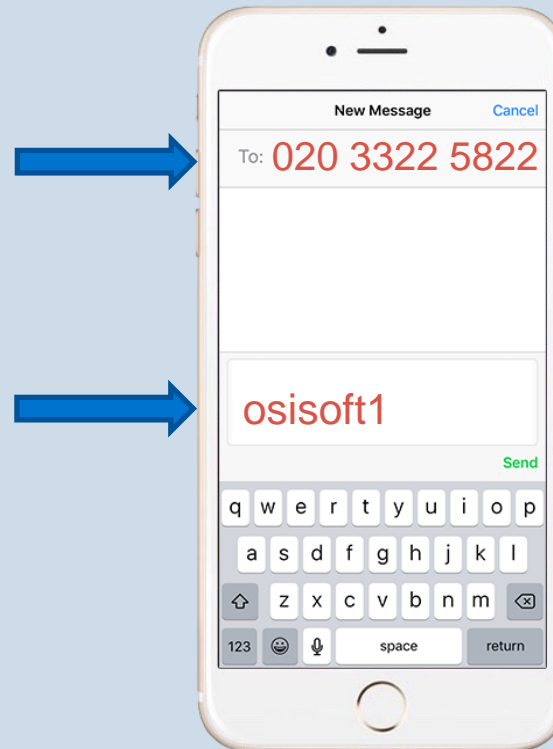 New Message Cancel
To: 020 3322 5822
osisoft1
Send
q w e r t y u i o p
a s d f g h j k l
z x c v b n m
123 space return